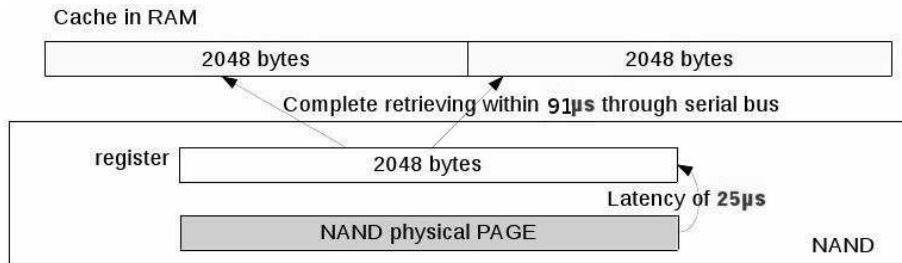 Cache in RAM
2048 bytes 2048 bytes
Complete retrieving within 91µs through serial bus
register 2048 bytes
Latency of 25µs
NAND physical PAGE
NAND